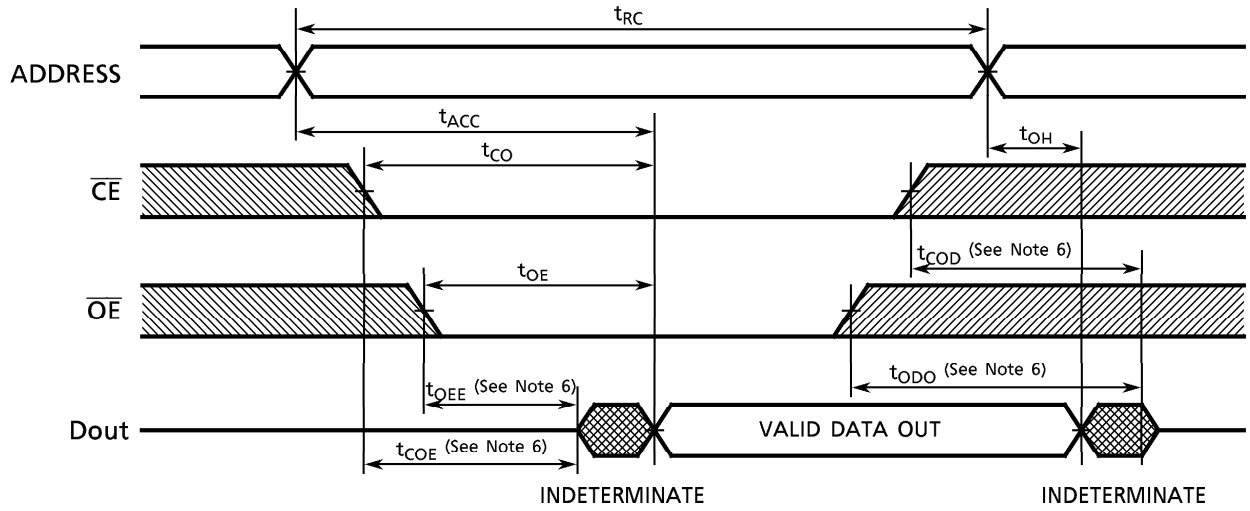 tRC
ADDRESS
tACC
tOH
tCO
CE
tCOD (See Note 6)
tOE
OE
tODO (See Note 6)
tOEE (See Note 6)
Dout
VALID DATA OUT
tCOE (See Note 6)
INDETERMINATE
INDETERMINATE